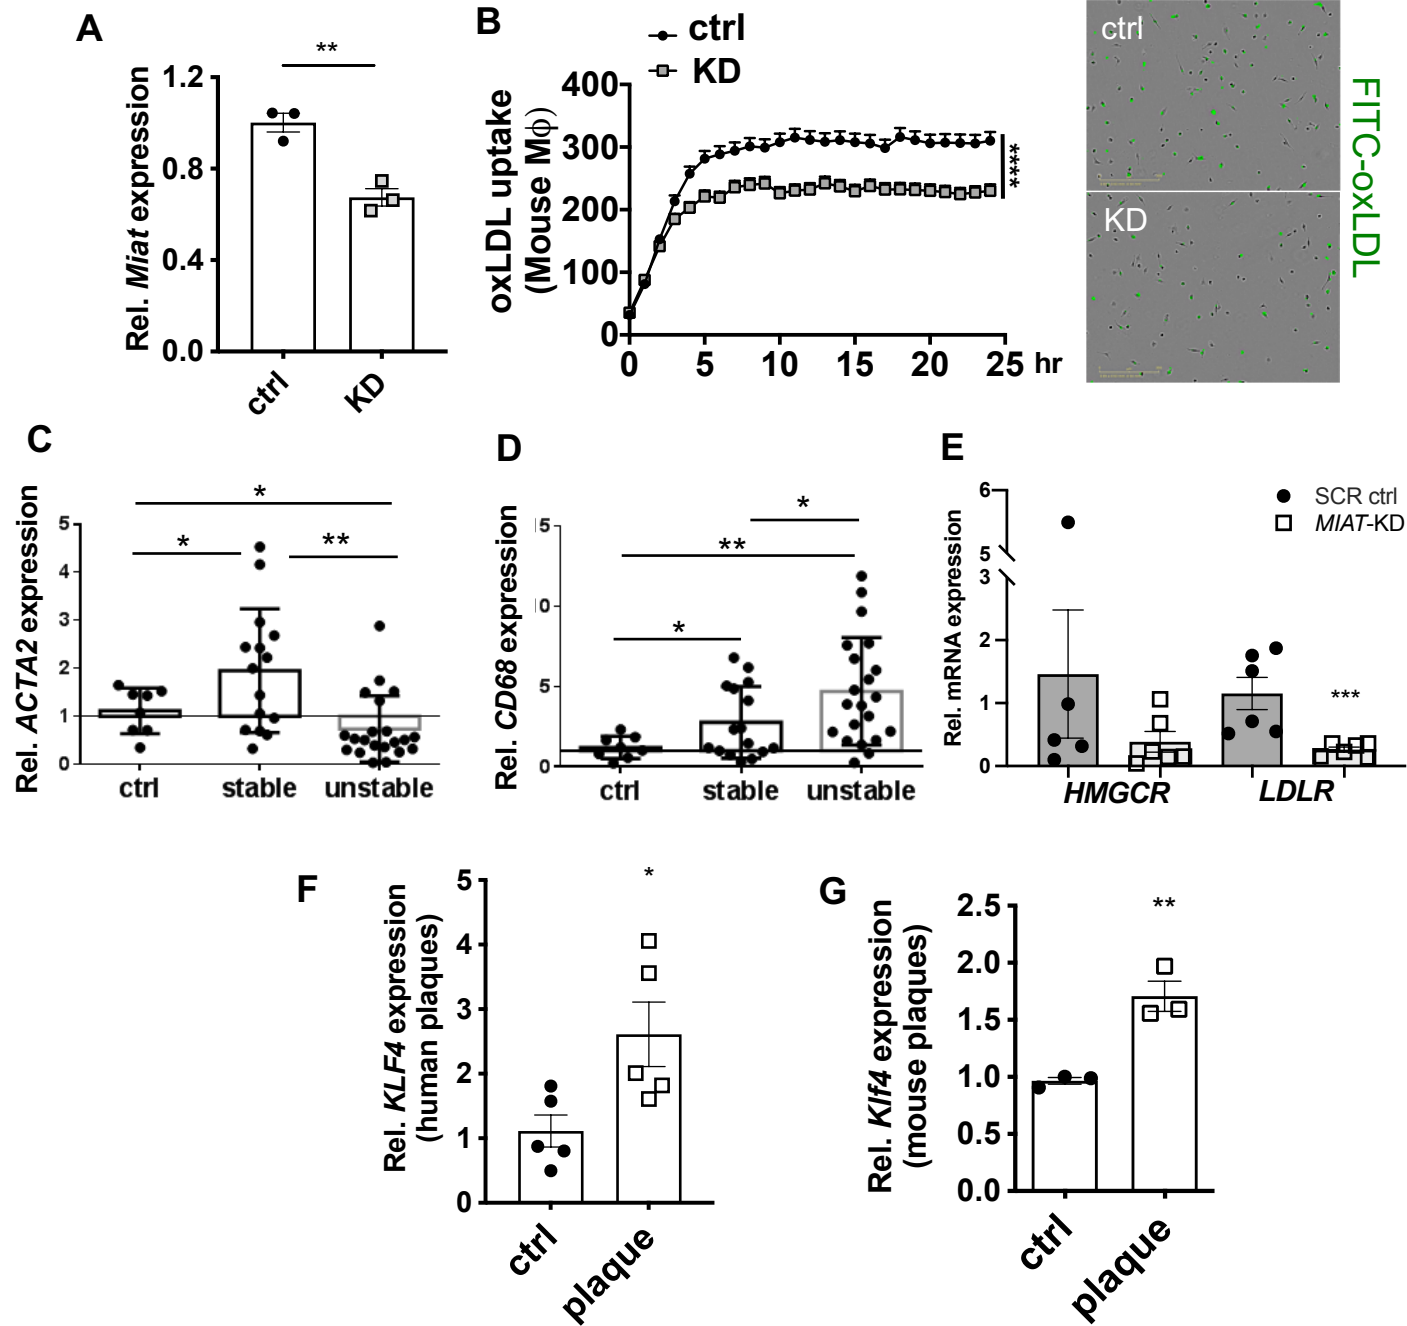 A
**
Rel. Miat expression
1.2
0.8
0.4
0.0
ctrl
KD
B
ctrl
KD
oxLDL uptake
(Mouse Mϕ)
400
300
200
100
0
0
5
10
15
20
25
hr
****
ctrl
KD
FITC-oxLDL
C
Rel. ACTA2 expression
5
4
3
2
1
0
*
*
**
ctrl
stable
unstable
D
Rel. CD68 expression
15
10
5
0
*
**
*
ctrl
stable
unstable
E
Rel. mRNA expression
6
5
3
2
1
0
SCR ctrl
MIAT-KD
***
HMGCR
LDLR
F
Rel. KLF4 expression
(human plaques)
5
4
3
2
1
0
*
ctrl
plaque
G
Rel. Klf4 expression
(mouse plaques)
2.5
2.0
1.5
1.0
0.5
0.0
**
ctrl
plaque